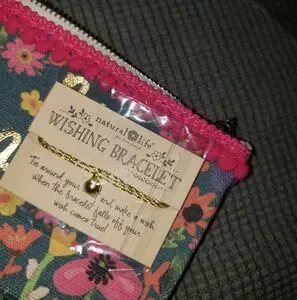 natural life®
WISHING BRACELET
Tie around your and make a wish.
when the bracelet falls off your
wish comes true!